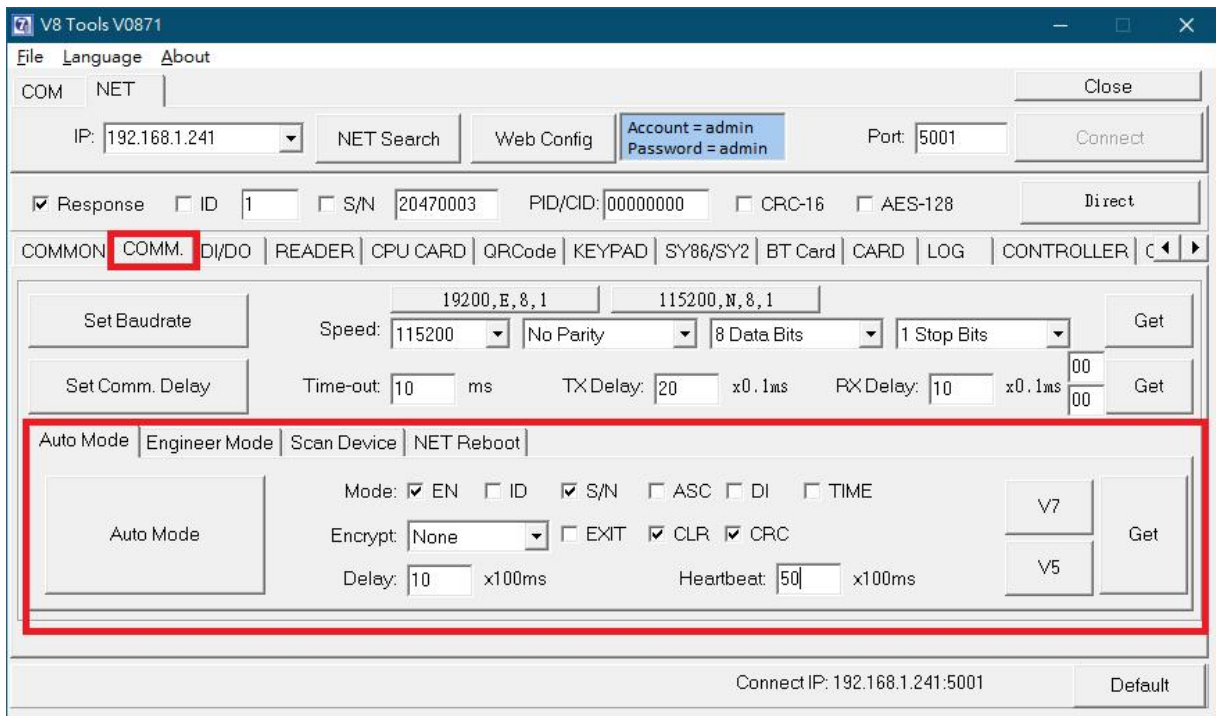 V8 Tools V0871
File Language About
COM NET Close
IP: 192.168.1.241 NET Search Web Config Account = admin Password = admin Port: 5001 Connect
Response ID 1 S/N 20470003 PID/CID: 00000000 CRC-16 AES-128 Direct
COMMON COMM. DI/DO READER CPU CARD QRCode KEYPAD SY86/SY2 BT Card CARD LOG CONTROLLER
19200,E,8,1 115200,N,8,1
Set Baudrate Speed: 115200 No Parity 8 Data Bits 1 Stop Bits Get
Set Comm. Delay Time-out: 10 ms TX Delay: 20 x0.1ms RX Delay: 10 x0.1ms 00 00 Get
Auto Mode Engineer Mode Scan Device NET Reboot
Mode: EN ID S/N ASC DI TIME V7
Auto Mode Encrypt: None EXIT CLR CRC Get
Delay: 10 x100ms Heartbeat: 50 x100ms V5
Connect IP: 192.168.1.241:5001 Default